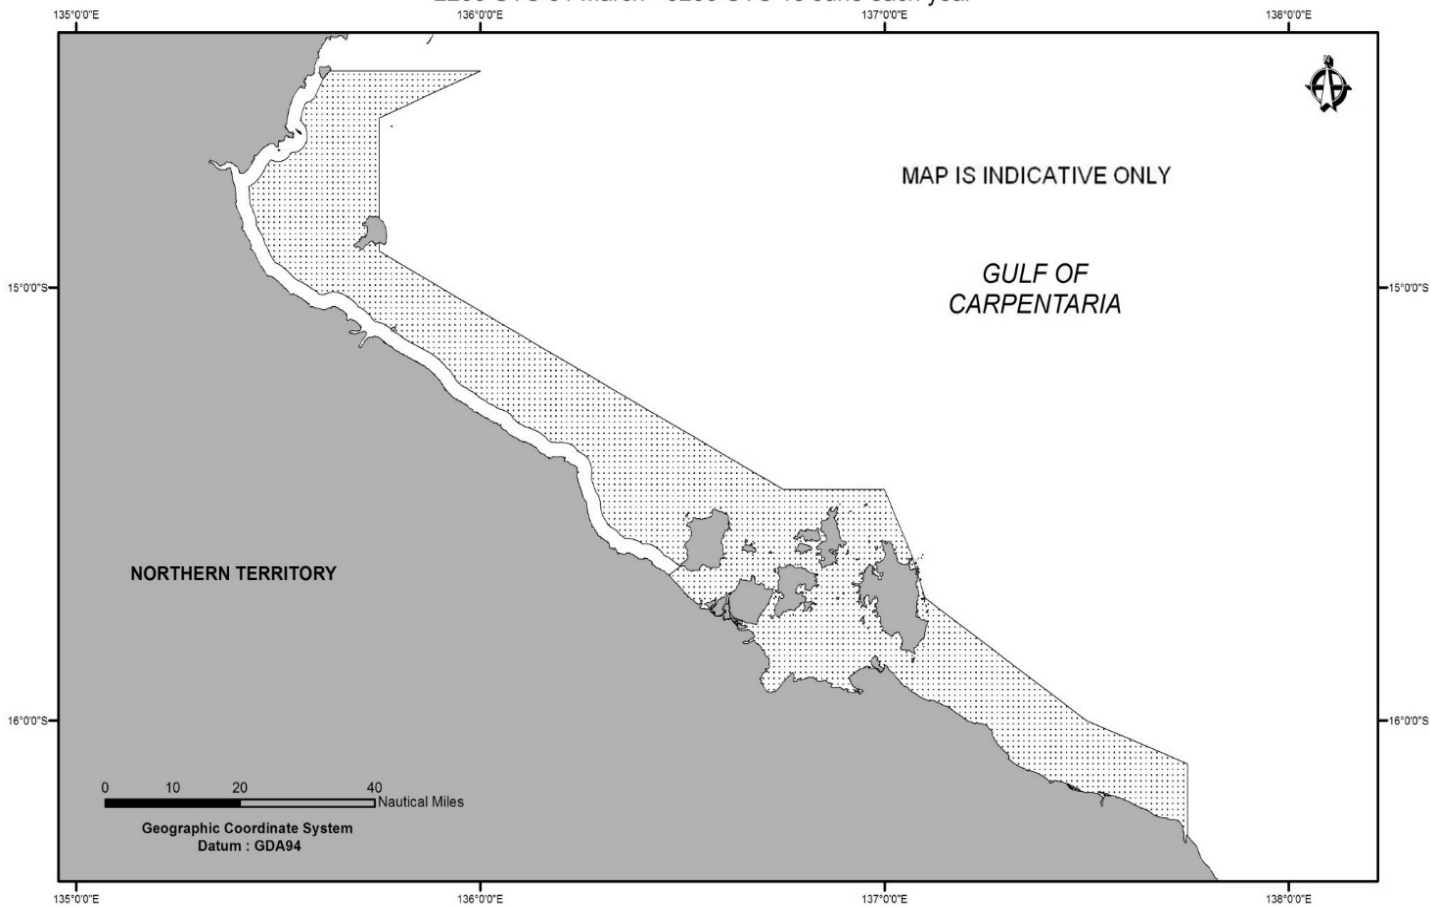 135°0'0"E 136°0'0"E 137°0'0"E 138°0'0"E
MAP IS INDICATIVE ONLY
GULF OF
CARPENTARIA
15°0'0"S 15°0'0"S
NORTHERN TERRITORY
16°0'0"S 16°0'0"S
0 10 20 40
Nautical Miles
Geographic Coordinate System
Datum : GDA94
135°0'0"E 136°0'0"E 137°0'0"E 138°0'0"E